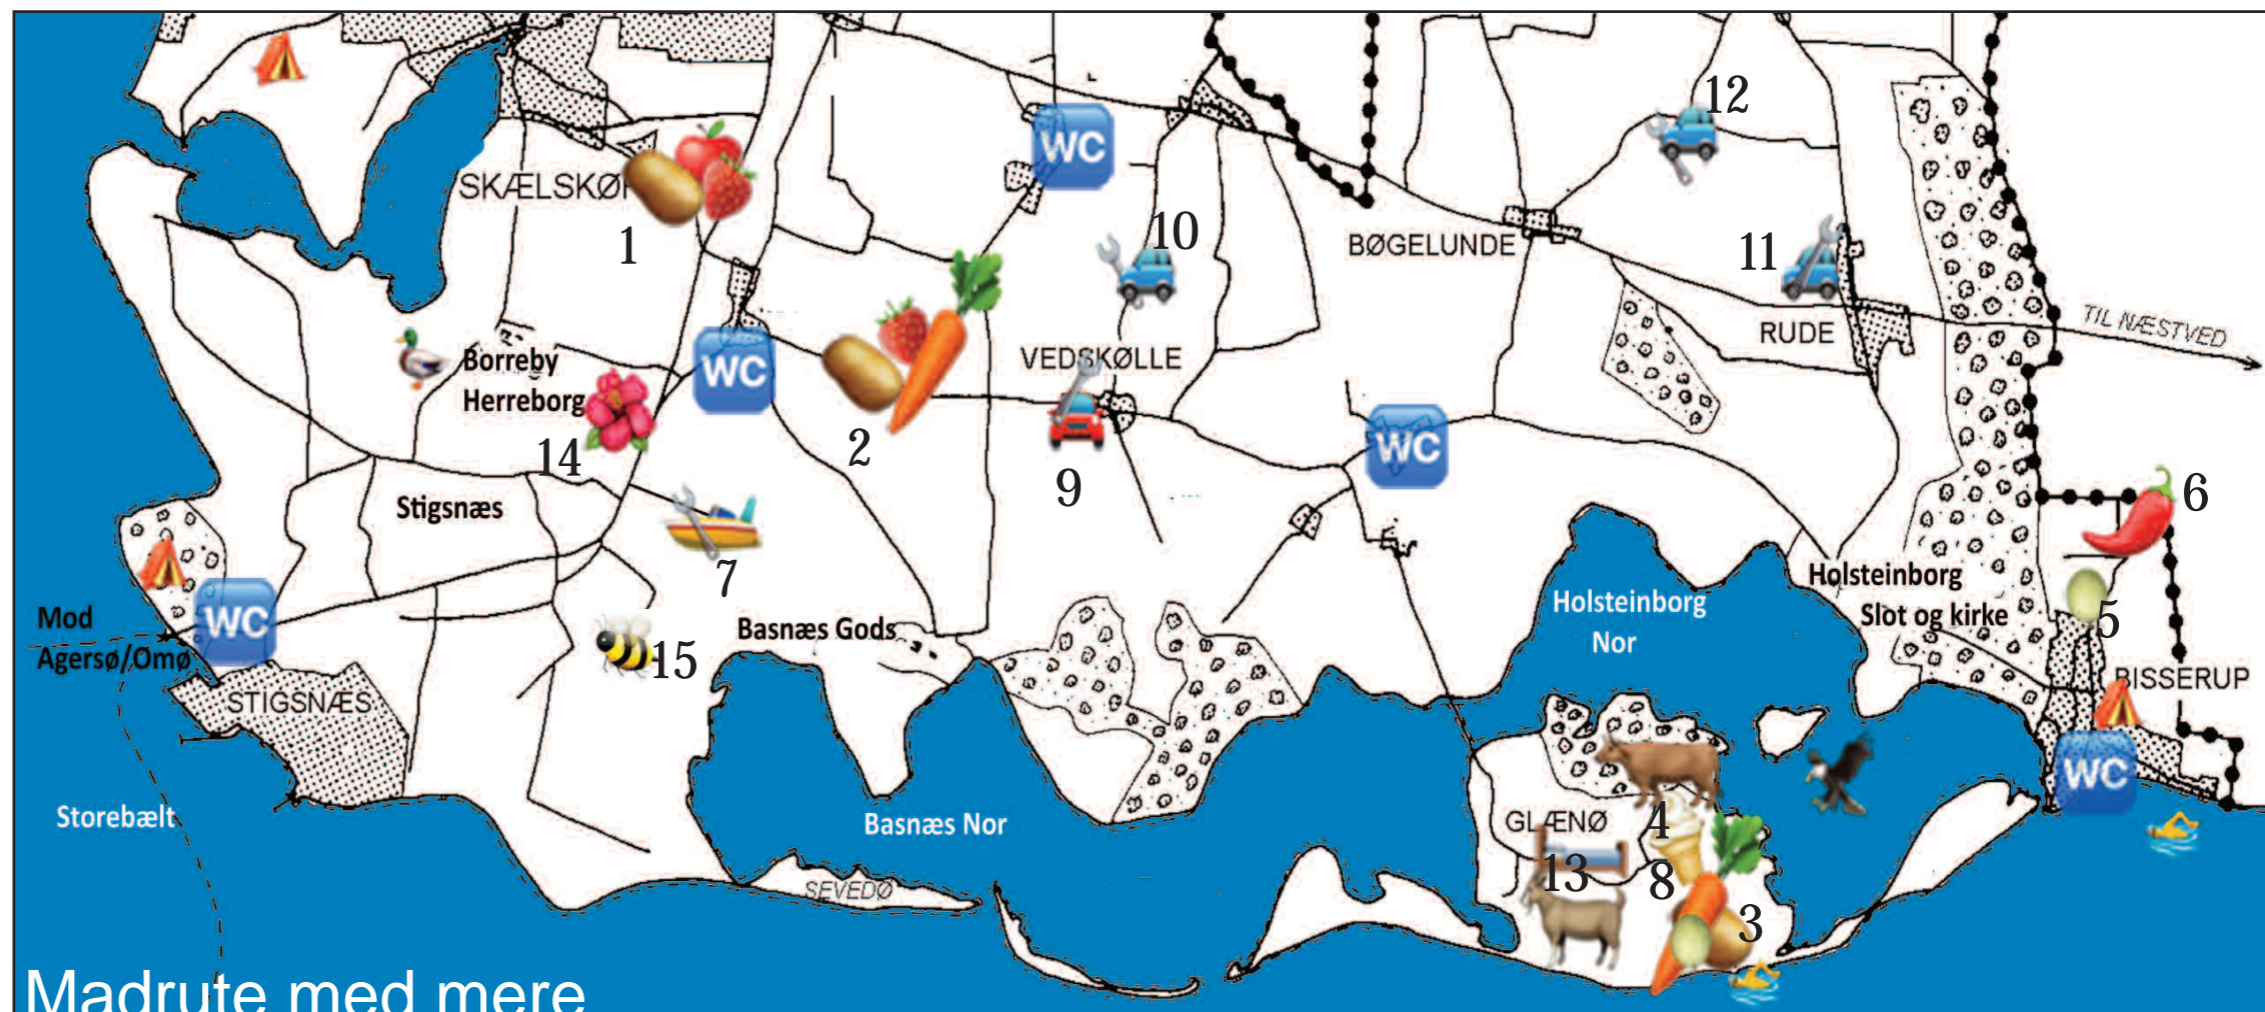 12
WC
SKÆLSKØ
1
10
BØGELUNDE
11
TIL NÆSTVED
RUDE
Borreby
Herreborg
WC
VEDSKØLLE
14
2
WC
9
6
Stigsnæs
7
Holsteinborg
Slot og kirke
5
Holsteinborg
Nor
Mod
Agersø/Omø
WC
Basnæs Gods
15
BISSERUP
STIGSNÆS
WC
Storebælt
Basnæs Nor
GLÆNØ
4
13
8
SEVEDØ
3
Madrute med mere